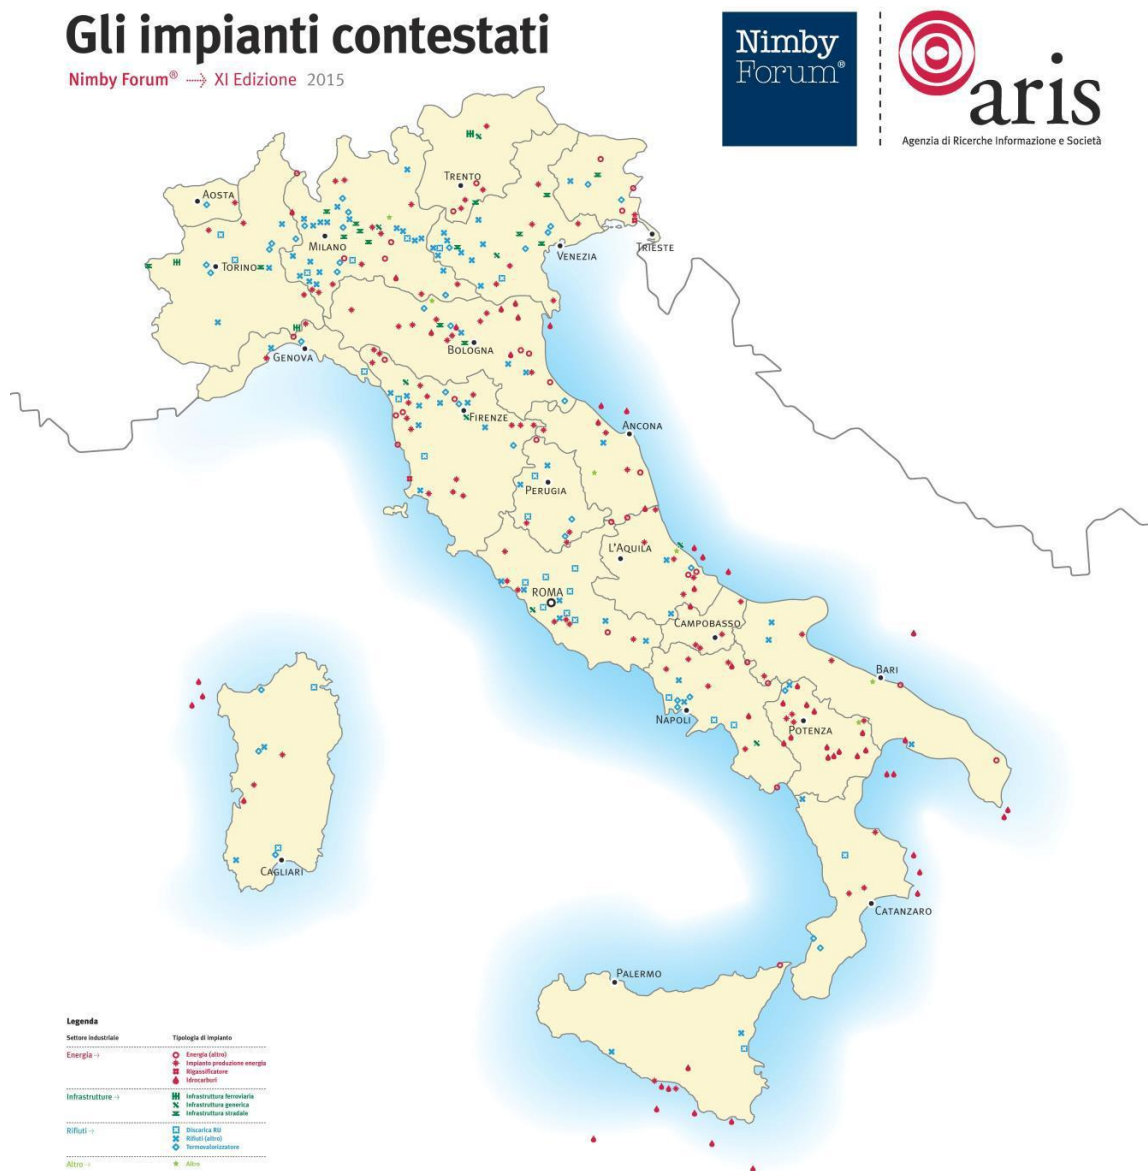 Gli impianti contestati
Nimby Forum® ····> XI Edizione 2015
Nimby
Forum®
aris
Agenzia di Ricerche Informazione e Società
Aosta
Trento
Milano
Trieste
Venezia
Torino
Genova
Bologna
Firenze
Ancona
Perugia
L'Aquila
Roma
Campobasso
Bari
Napoli
Potenza
Cagliari
Catanzaro
Palermo
Legenda
Settore industriale Tipologia di impianto
Energia → Energia (altro)
Impianto produzione energia
Rigassificatore
Idrocarburi
Infrastrutture → Infrastruttura ferroviaria
Infrastruttura generica
Infrastruttura stradale
Rifiuti → Discarica RU
Rifiuti (altro)
Termovalorizzatore
Altro → Altro